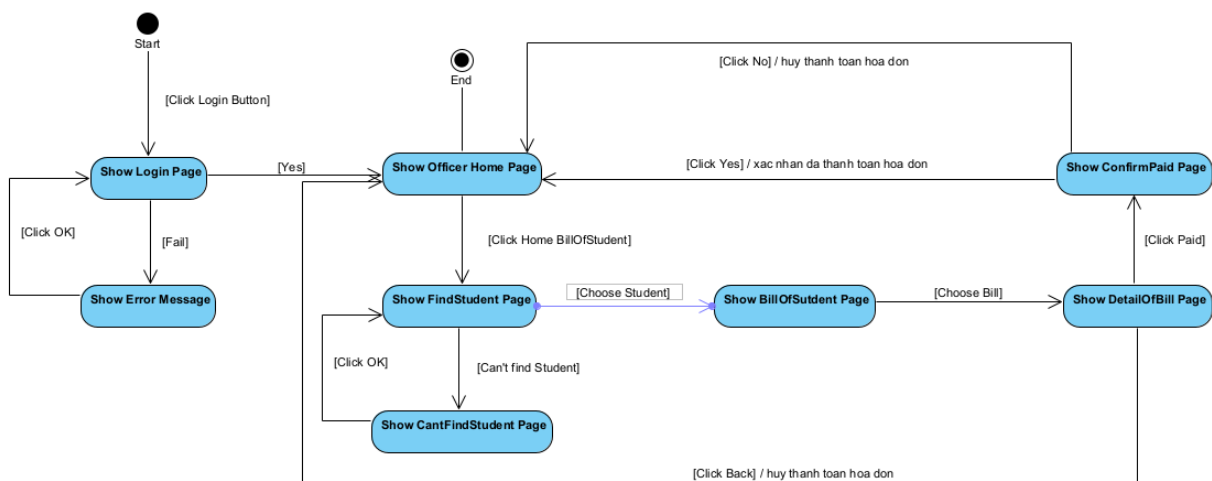 Start
End
[Click No] / huy thanh toan hoa don
[Click Login Button]
Show Login Page
[Yes]
Show Officer Home Page
[Click Yes] / xac nhan da thanh toan hoa don
Show ConfirmPaid Page
[Click OK]
[Fail]
[Click Home BillOfStudent]
[Click Paid]
Show Error Message
Show FindStudent Page
[Choose Student]
Show BillOfSutdent Page
[Choose Bill]
Show DetailOfBill Page
[Click OK]
[Can't find Student]
Show CantFindStudent Page
[Click Back] / huy thanh toan hoa don